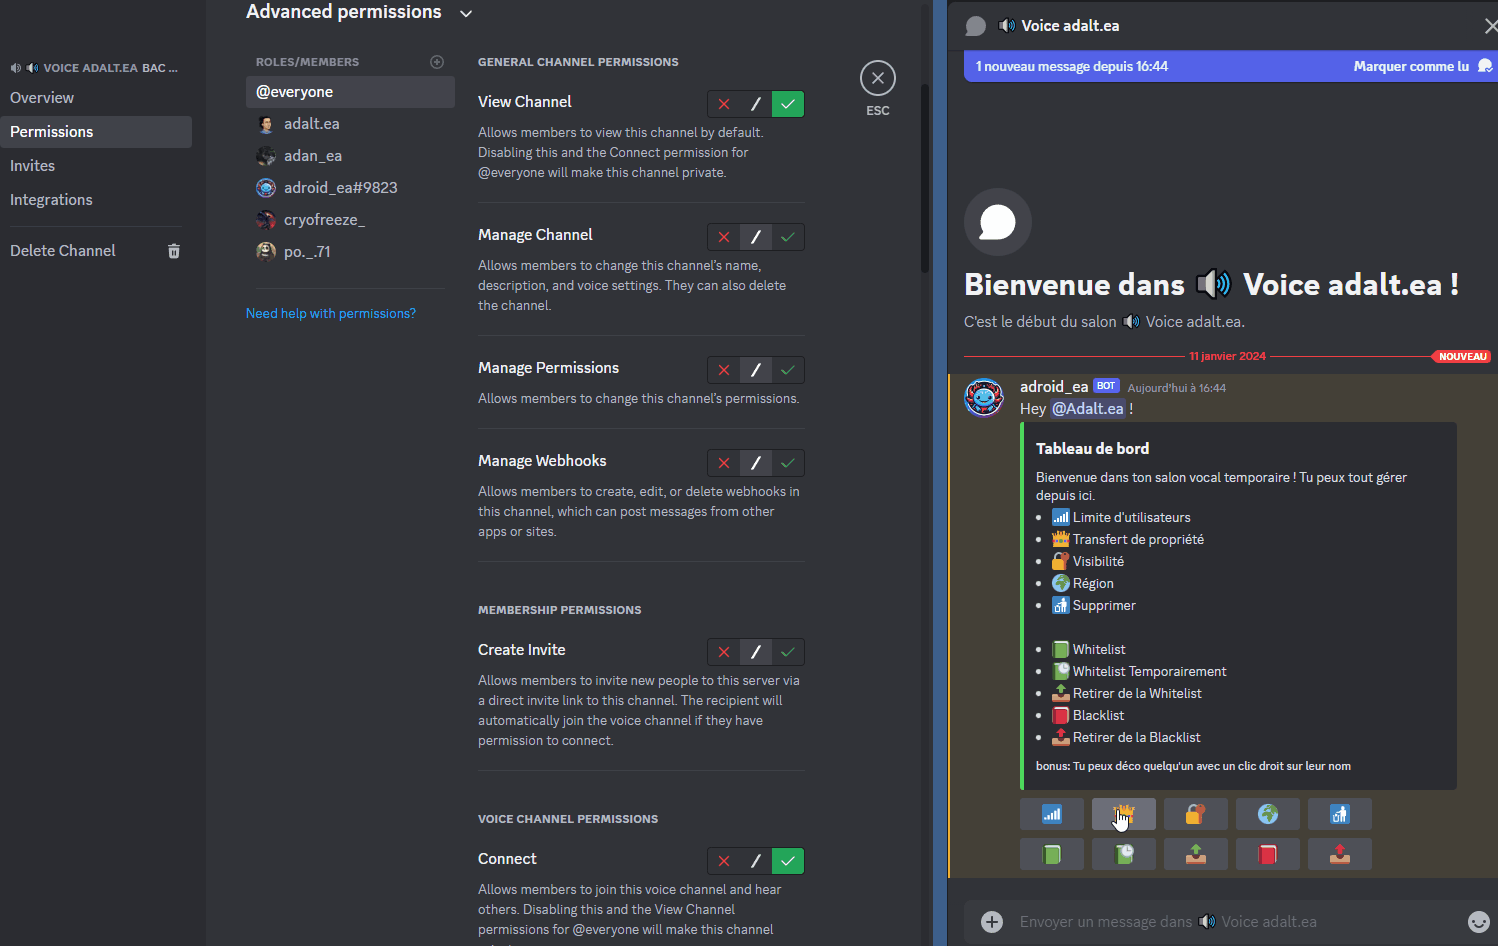 VOICE ADALT.EA BAC ...
Overview
Permissions
Invites
Integrations
Delete Channel
Advanced permissions
ROLES/MEMBERS
@everyone
adalt.ea
adan_ea
adroid_ea#9823
cryofreeze_
po._.71
Need help with permissions?
GENERAL CHANNEL PERMISSIONS
View Channel
Allows members to view this channel by default.
Disabling this and the Connect permission for
@everyone will make this channel private.
Manage Channel
Allows members to change this channel's name,
description, and voice settings. They can also delete
the channel.
Manage Permissions
Allows members to change this channel's permissions.
Manage Webhooks
Allows members to create, edit, or delete webhooks in
this channel, which can post messages from other
apps or sites.
MEMBERSHIP PERMISSIONS
Create Invite
Allows members to invite new people to this server via
a direct invite link to this channel. The recipient will
automatically join the voice channel if they have
permission to connect.
VOICE CHANNEL PERMISSIONS
Connect
Allows members to join this voice channel and hear
others. Disabling this and the View Channel
permissions for @everyone will make this channel
ESC
Voice adalt.ea
1 nouveau message depuis 16:44
Marquer comme lu
Bienvenue dans 🔊 Voice adalt.ea !
C'est le début du salon 🔊 Voice adalt.ea.
11 janvier 2024
NOUVEAU
adroid_ea BOT Aujourd'hui à 16:44
Hey @Adalt.ea !
Tableau de bord
Bienvenue dans ton salon vocal temporaire ! Tu peux tout gérer
depuis ici.
• Limite d'utilisateurs
• Transfert de propriété
• Visibilité
• Région
• Supprimer
• Whitelist
• Whitelist Temporairement
• Retirer de la Whitelist
• Blacklist
• Retirer de la Blacklist
bonus: Tu peux déco quelqu'un avec un clic droit sur leur nom
Envoyer un message dans 🔊 Voice adalt.ea